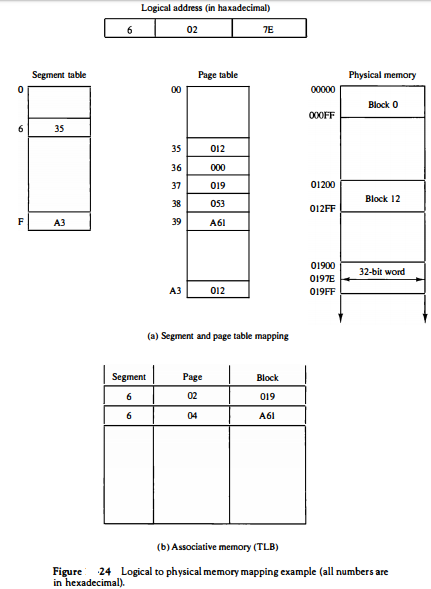 Logical address (in haxadecimal)
6 02 7E
Segment table Page table Physical memory
0 00 00000
Block 0
000FF
6 35
35 012
36 000
37 019 01200
38 053 Block 12
012FF
F A3 39 A61
01900
32-bit word
0197E
A3 012 019FF
(a) Segment and page table mapping
Segment Page Block
6 02 019
6 04 A61
(b) Associative memory (TLB)
Figure ·24 Logical to physical memory mapping example (all numbers are
in hexadecimal).